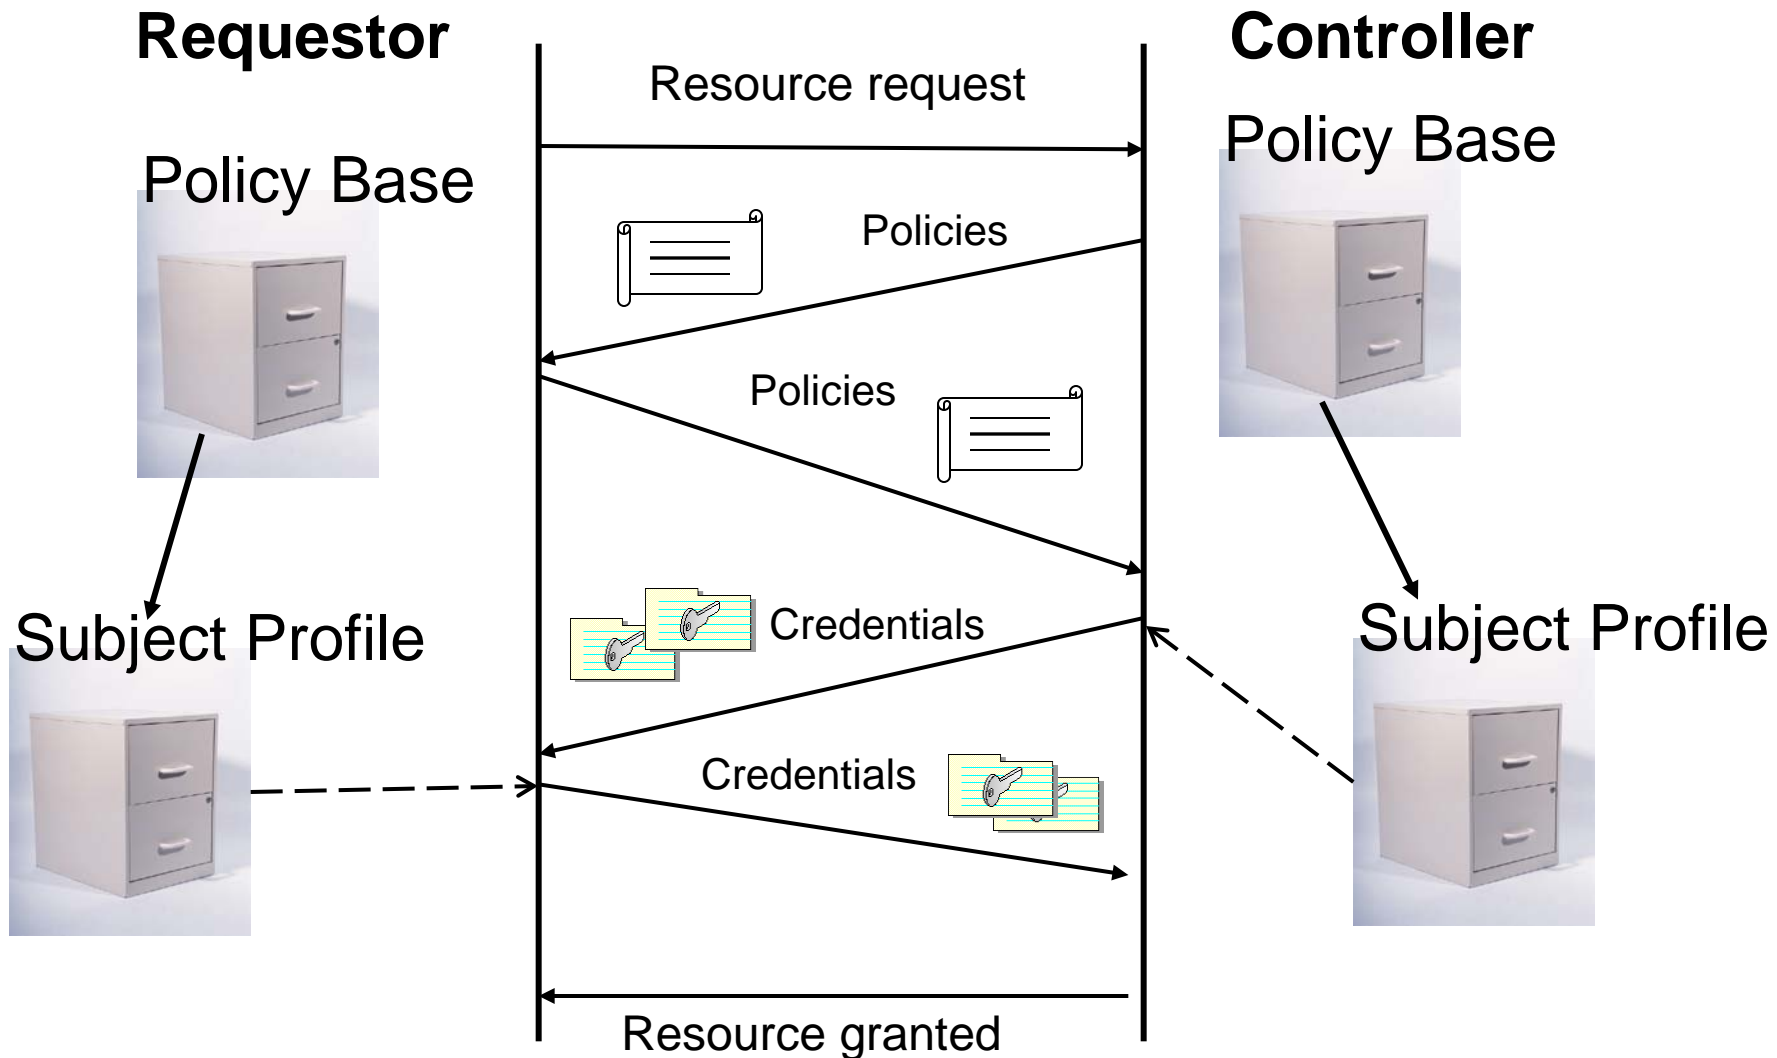 Requestor
Controller
Resource request
Policy Base
Policy Base
Policies
Policies
Subject Profile
Credentials
Subject Profile
Credentials
Resource granted